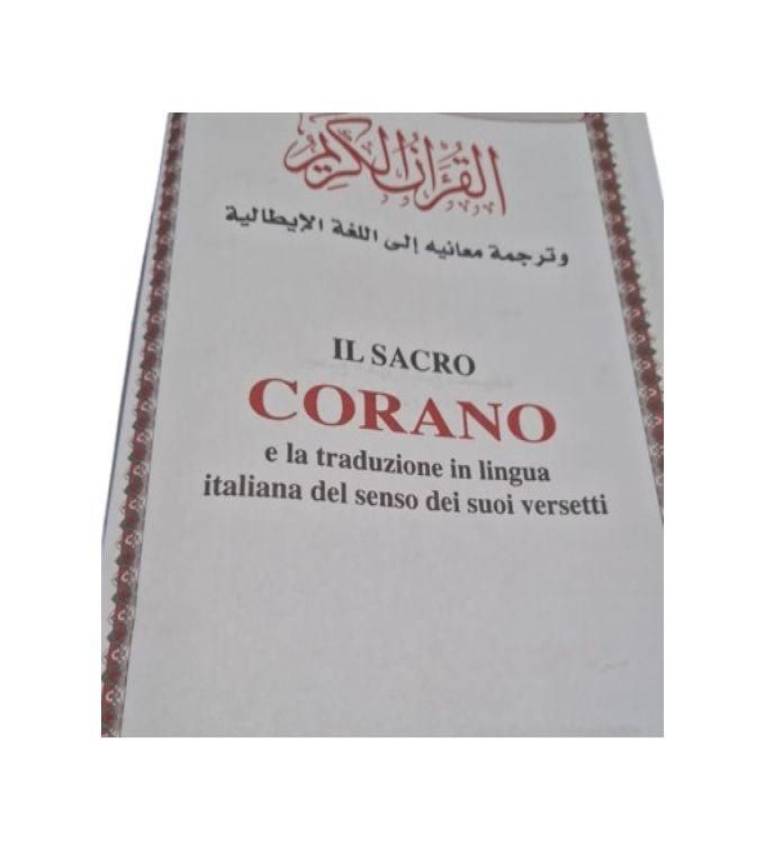 القرآن الكريم
وترجمة معانيه إلى اللغة الإيطالية
IL SACRO
CORANO
e la traduzione in lingua
italiana del senso dei suoi versetti